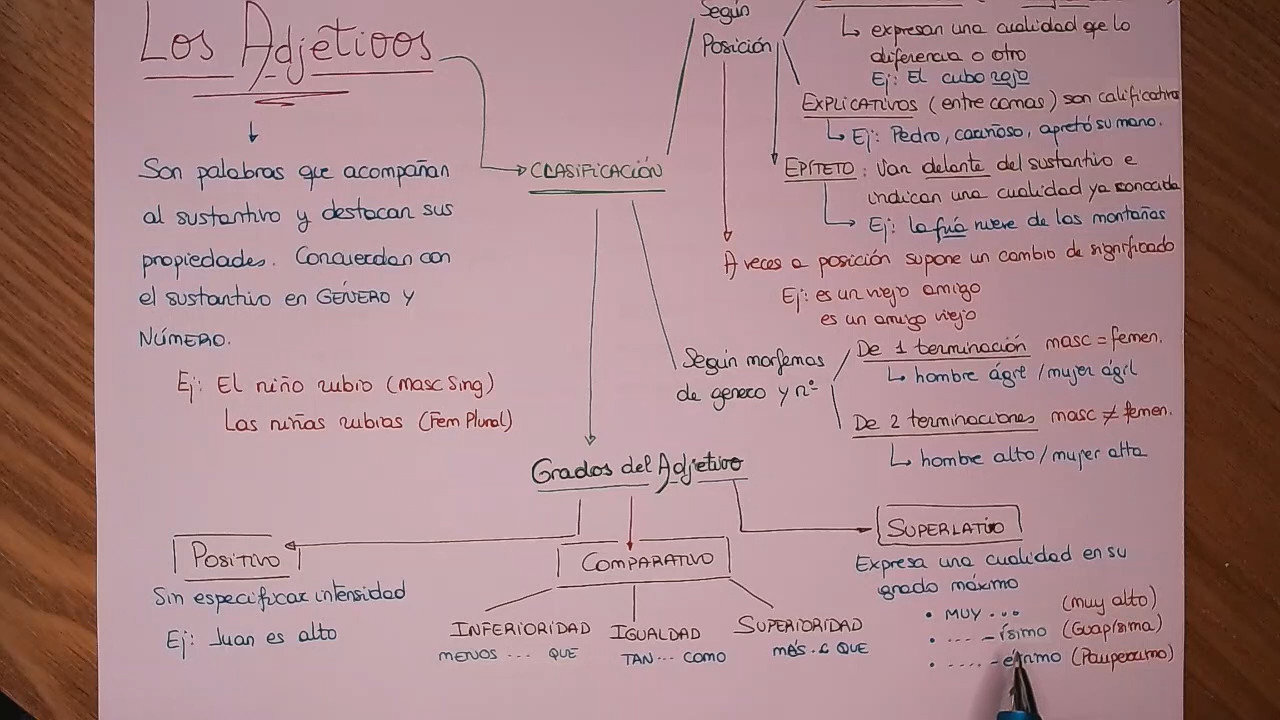 Los Adjetivos
Son palabras que acompañan
al sustantivo y destacan sus
propiedades. Concuerdan con
el sustantivo en GÉNERO Y
NÚMERO.
Ej: El niño rubio (masc Sing)
Las niñas rubias (Fem Plural)
CLASIFICACIÓN
Según
Posición
expresan una cualidad que lo
diferencia o otro
Ej: El cubo rojo
EXPLICATIVOS (entre comas) son calificativos
Ej: Pedro, cariñoso, apretó su mano.
EPÍTETO: Van delante del sustantivo e
indican una cualidad ya conocida
Ej: la fría nieve de las montañas
A veces a posición supone un cambio de significado
Ej: es un viejo amigo
es un amigo viejo
Según morfemas
de genero y nº
De 1 terminación masc = femen.
hombre ágil / mujer ágil
De 2 terminaciones masc ≠ femen.
hombre alto / mujer alta
Grados del Adjetivo
POSITIVO
Sin especificar intensidad
Ej: Juan es alto
COMPARATIVO
INFERIORIDAD
MENOS ... QUE
IGUALDAD
TAN ... COMO
SUPERIORIDAD
MÁS ... QUE
SUPERLATIVO
Expresa una cualidad en su
grado máximo
• MUY ... (muy alto)
• .... -ísimo (Guapísima)
• ..... -érrimo (Pauperrimo)